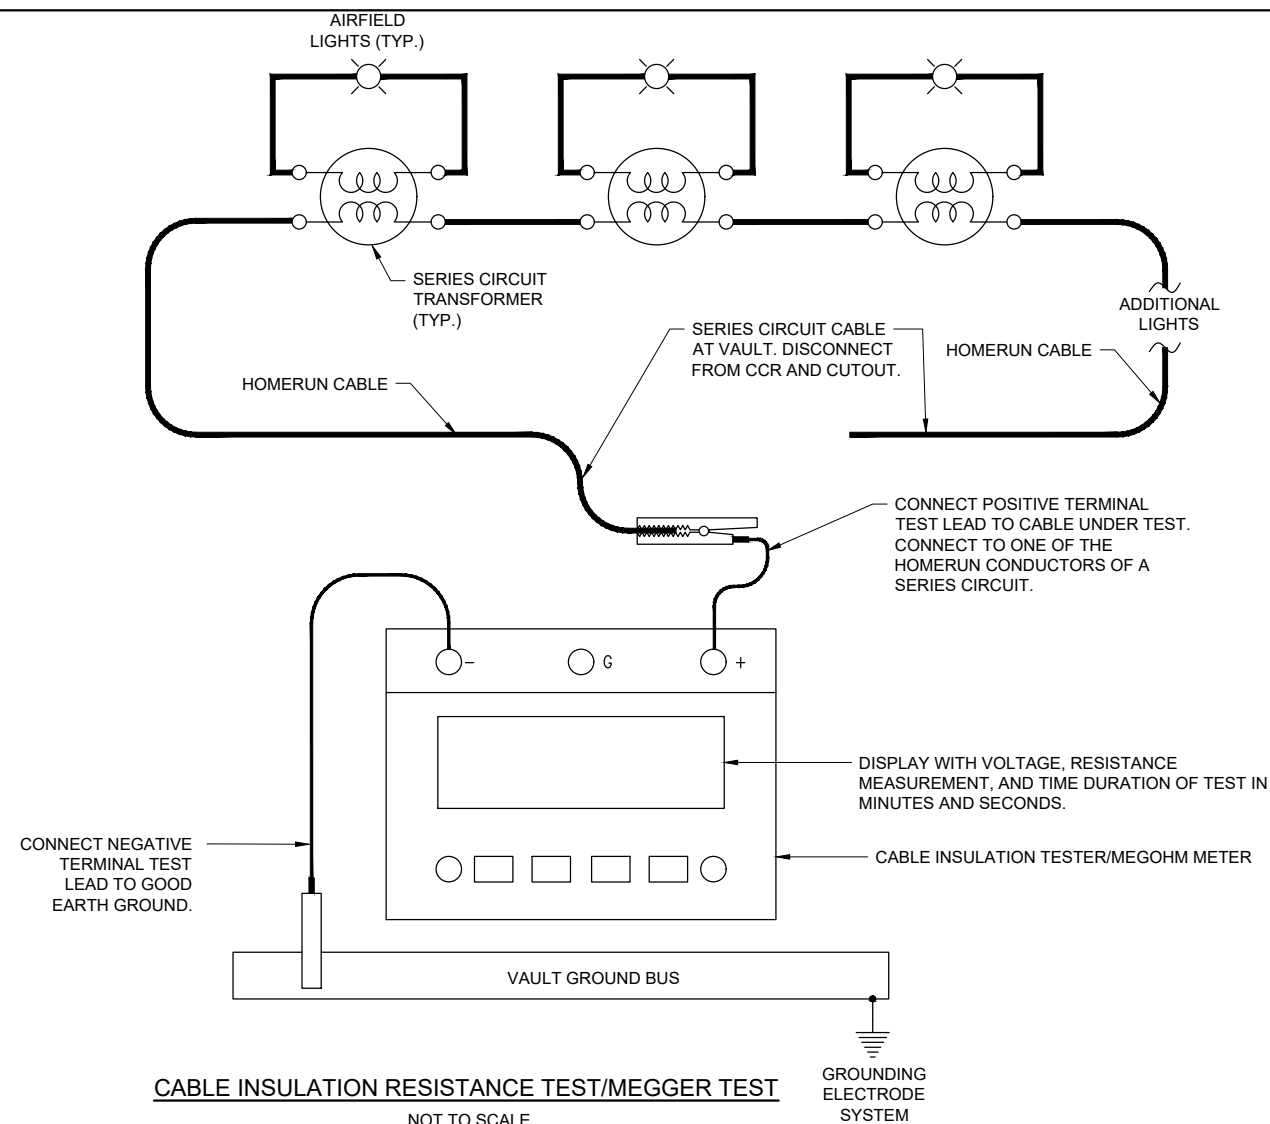 AIRFIELD
LIGHTS (TYP.)
SERIES CIRCUIT
TRANSFORMER
(TYP.)
ADDITIONAL
LIGHTS
SERIES CIRCUIT CABLE
AT VAULT. DISCONNECT
FROM CCR AND CUTOUT.
HOMERUN CABLE
HOMERUN CABLE
CONNECT POSITIVE TERMINAL
TEST LEAD TO CABLE UNDER TEST.
CONNECT TO ONE OF THE
HOMERUN CONDUCTORS OF A
SERIES CIRCUIT.
- G +
DISPLAY WITH VOLTAGE, RESISTANCE
MEASUREMENT, AND TIME DURATION OF TEST IN
MINUTES AND SECONDS.
CONNECT NEGATIVE
TERMINAL TEST
LEAD TO GOOD
EARTH GROUND.
CABLE INSULATION TESTER/MEGOHM METER
VAULT GROUND BUS
GROUNDING
ELECTRODE
SYSTEM
CABLE INSULATION RESISTANCE TEST/MEGGER TEST
NOT TO SCALE